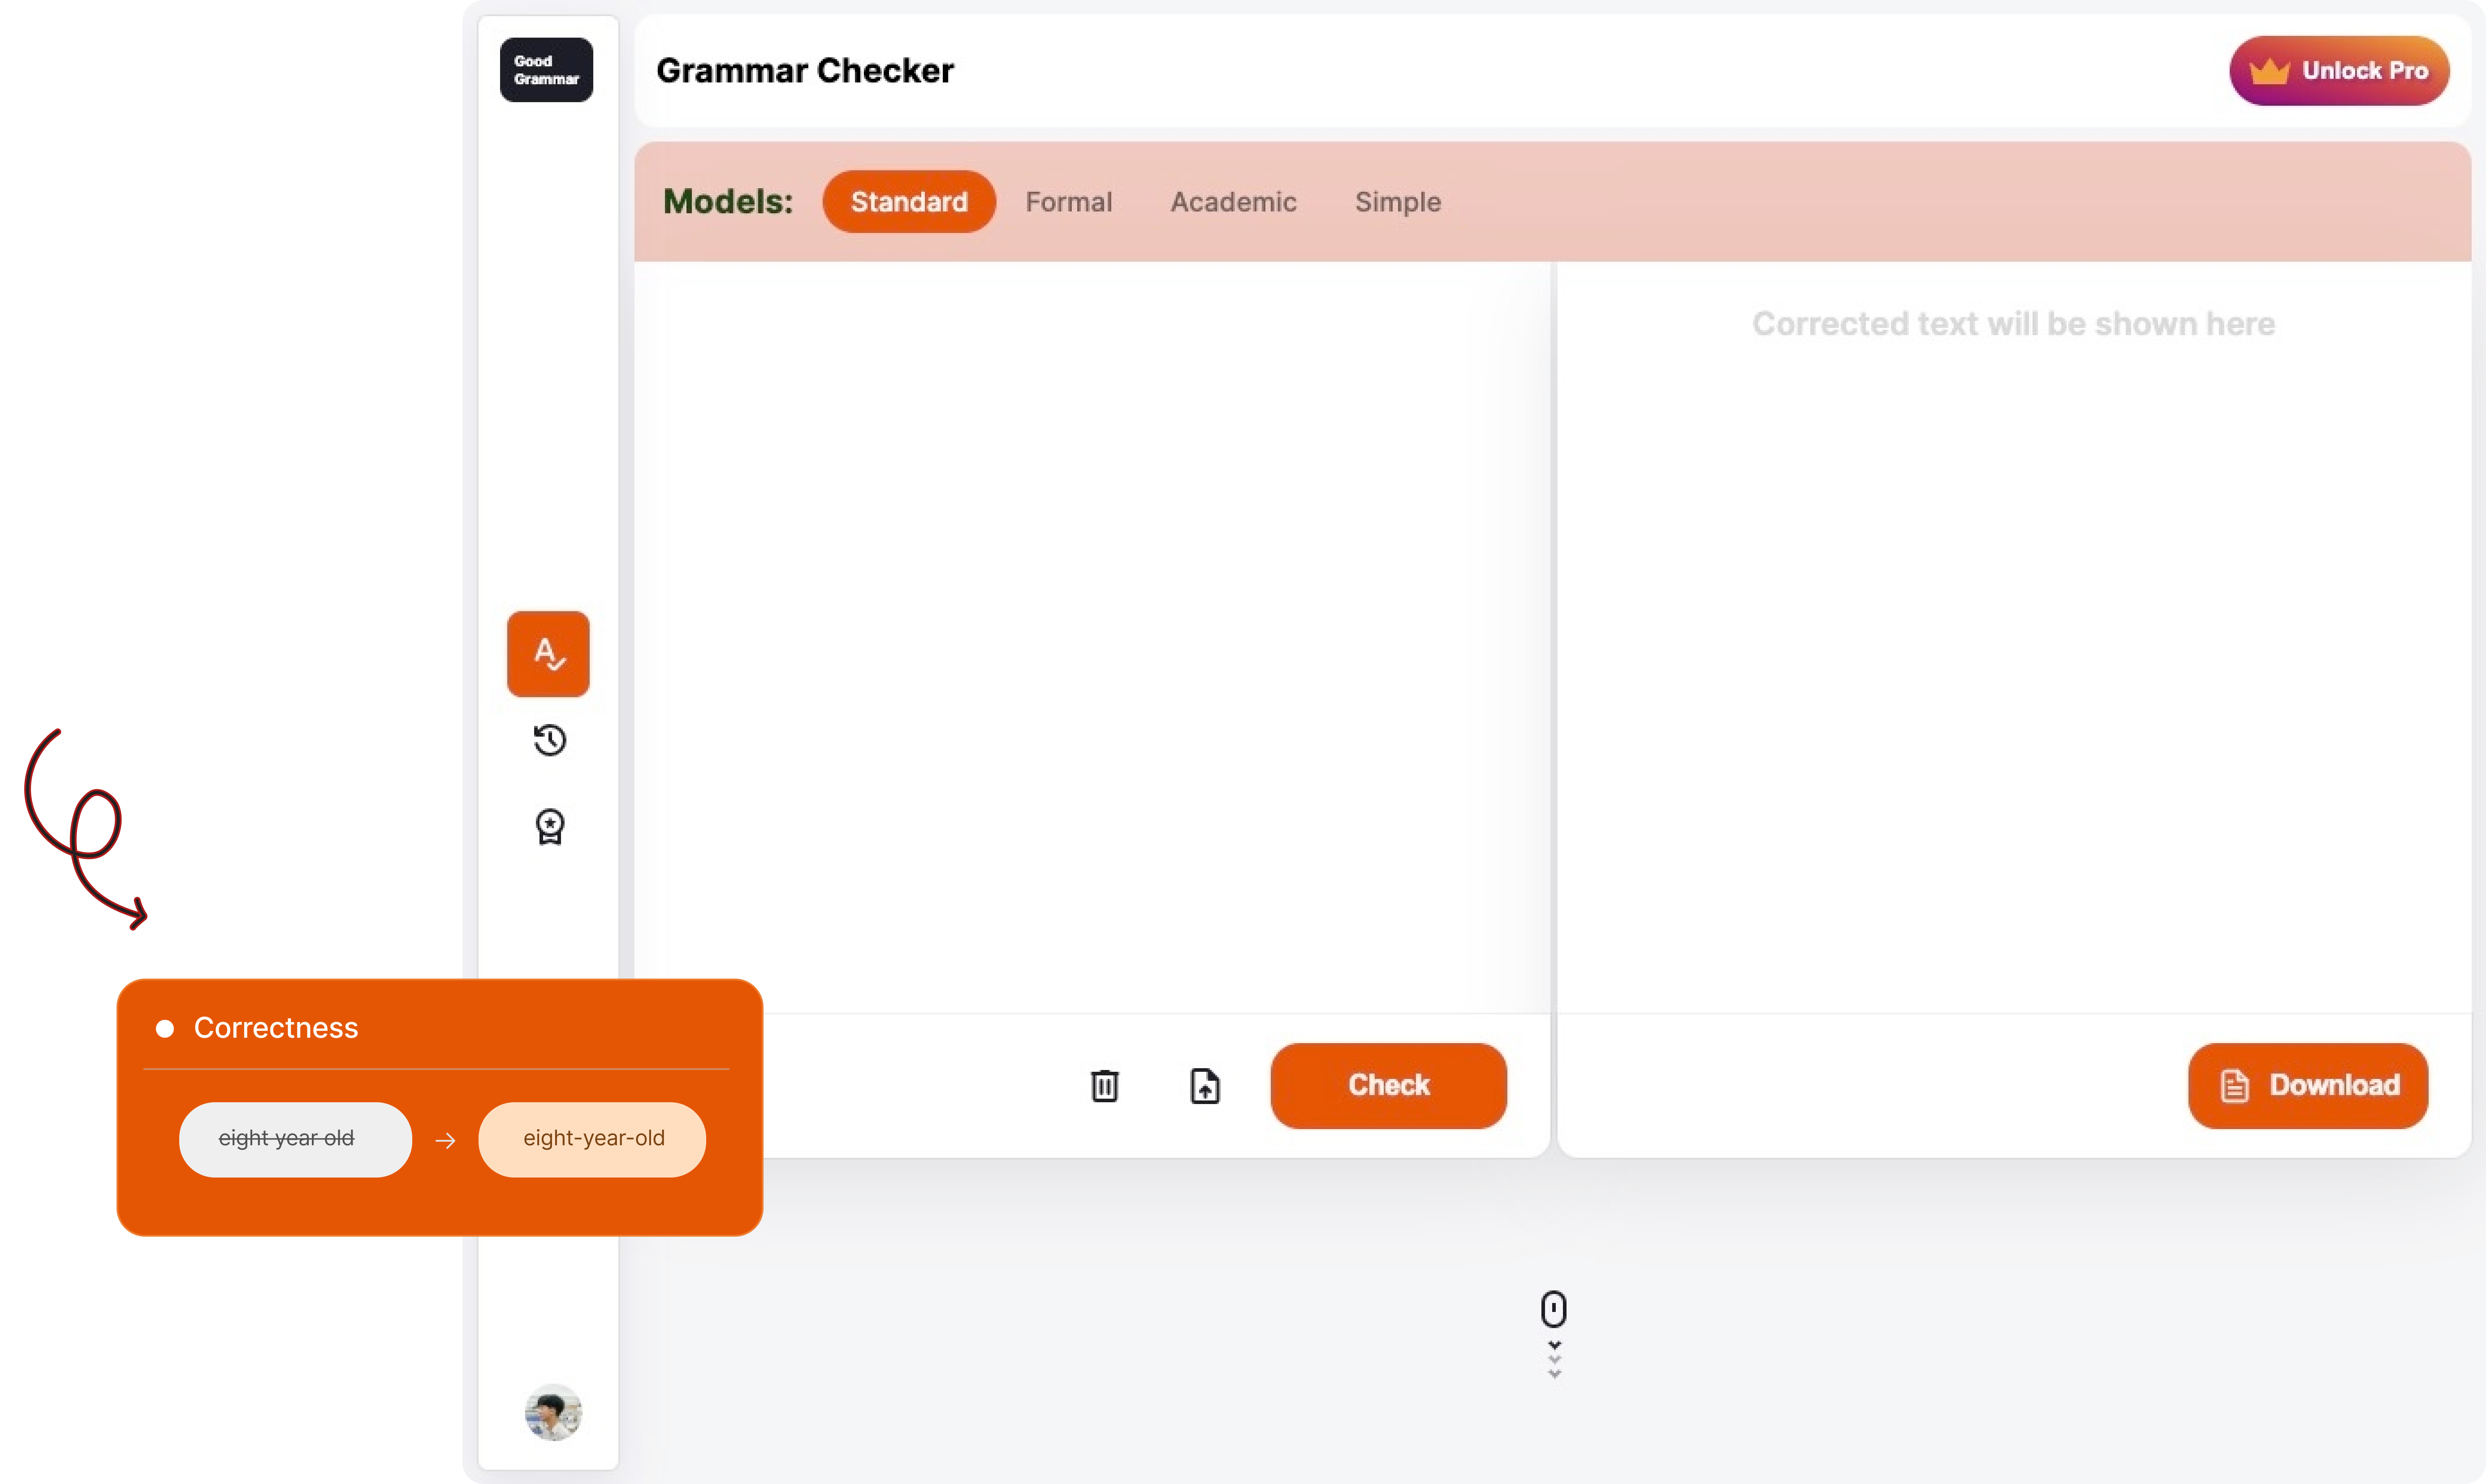 Good
Grammar
Grammar Checker
Unlock Pro
Models:
Standard
Formal
Academic
Simple
Corrected text will be shown here
Correctness
eight year old
→
eight-year-old
Check
Download